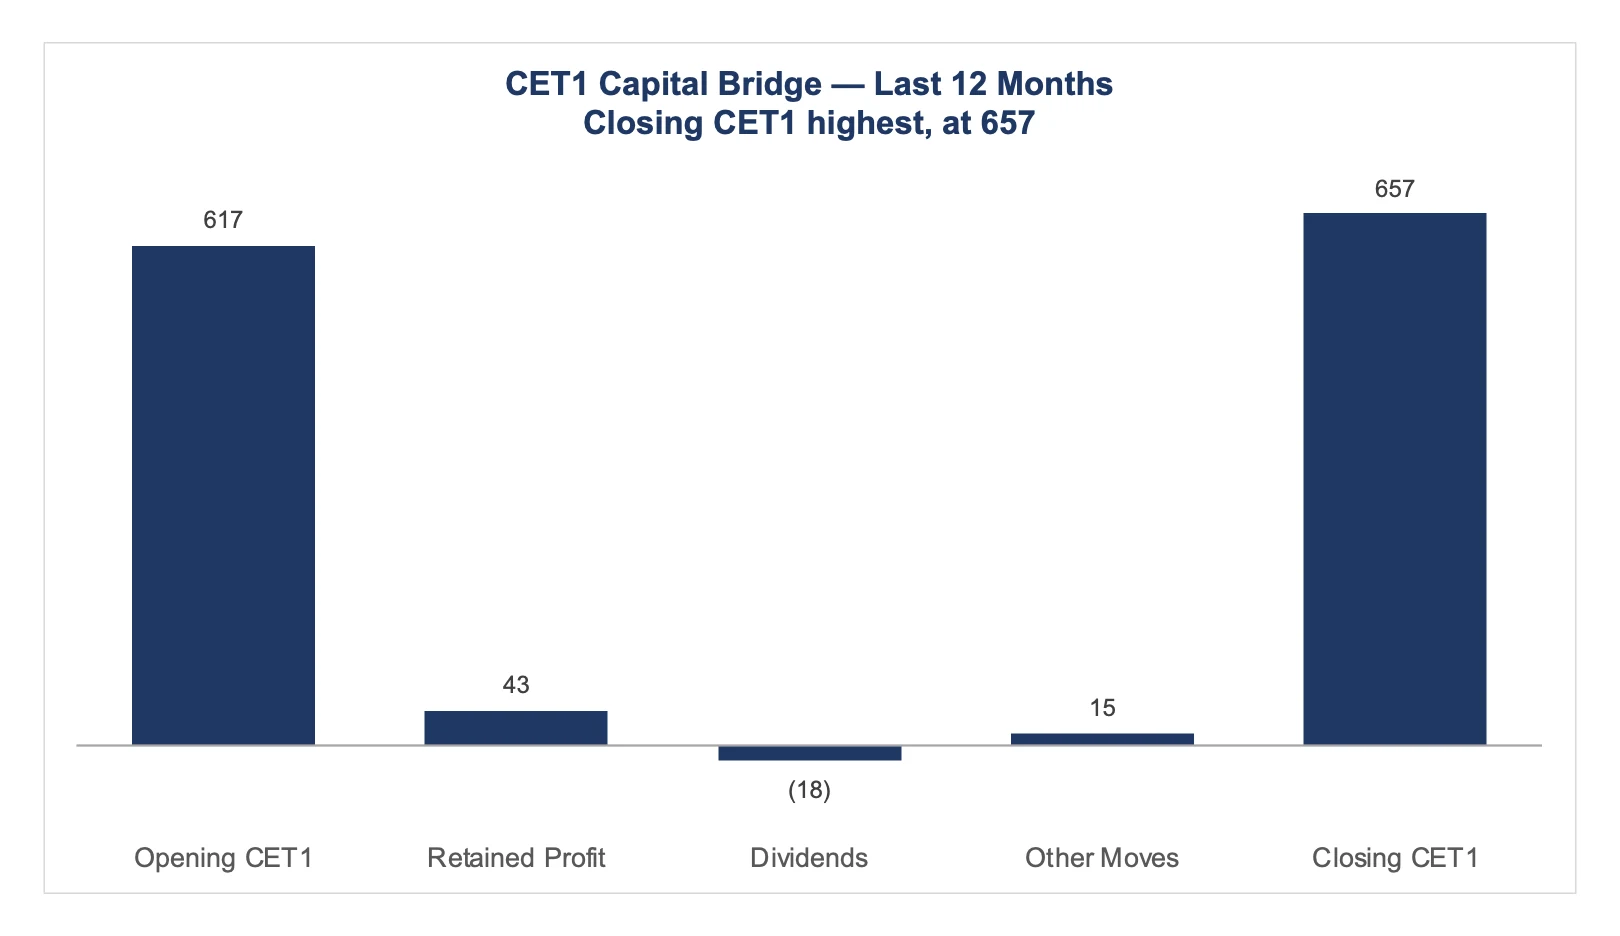 CET1 Capital Bridge — Last 12 Months
Closing CET1 highest, at 657
617
43
(18)
15
657
Opening CET1
Retained Profit
Dividends
Other Moves
Closing CET1